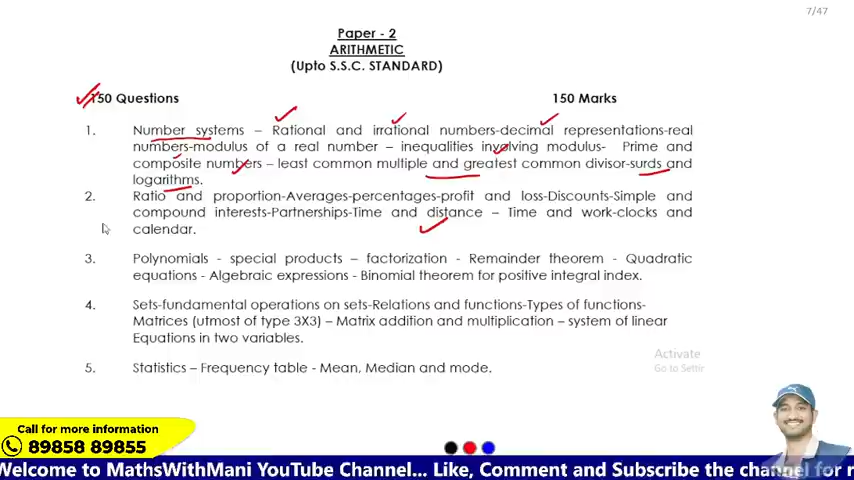 7/47
Paper - 2
ARITHMETIC
(Upto S.S.C. STANDARD)
150 Questions 150 Marks
1. Number systems – Rational and irrational numbers-decimal representations-real
numbers-modulus of a real number – inequalities involving modulus- Prime and
composite numbers – least common multiple and greatest common divisor-surds and
logarithms.
2. Ratio and proportion-Averages-percentages-profit and loss-Discounts-Simple and
compound interests-Partnerships-Time and distance – Time and work-clocks and
calendar.
3. Polynomials - special products – factorization - Remainder theorem - Quadratic
equations - Algebraic expressions - Binomial theorem for positive integral index.
4. Sets-fundamental operations on sets-Relations and functions-Types of functions-
Matrices (utmost of type 3X3) – Matrix addition and multiplication – system of linear
Equations in two variables.
5. Statistics – Frequency table - Mean, Median and mode.
Activate
Go to Settir
Call for more information
89858 89855
Welcome to MathsWithMani YouTube Channel... Like, Comment and Subscribe the channel for